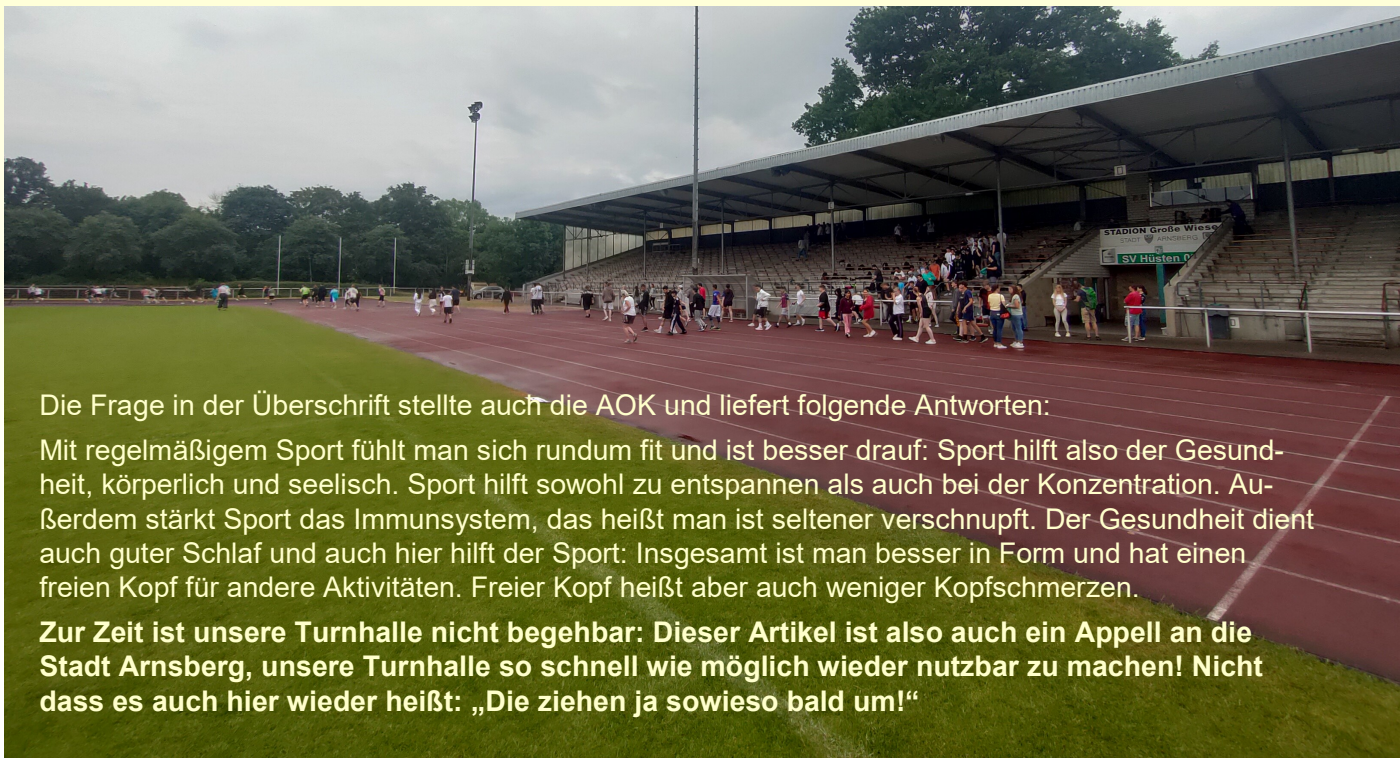 STADION Große Wiese
STADT ARNSBERG
SV Hüsten 0
Die Frage in der Überschrift stellte auch die AOK und liefert folgende Antworten:
Mit regelmäßigem Sport fühlt man sich rundum fit und ist besser drauf: Sport hilft also der Gesund-
heit, körperlich und seelisch. Sport hilft sowohl zu entspannen als auch bei der Konzentration. Au-
ßerdem stärkt Sport das Immunsystem, das heißt man ist seltener verschnupft. Der Gesundheit dient
auch guter Schlaf und auch hier hilft der Sport: Insgesamt ist man besser in Form und hat einen
freien Kopf für andere Aktivitäten. Freier Kopf heißt aber auch weniger Kopfschmerzen.
Zur Zeit ist unsere Turnhalle nicht begehbar: Dieser Artikel ist also auch ein Appell an die
Stadt Arnsberg, unsere Turnhalle so schnell wie möglich wieder nutzbar zu machen! Nicht
dass es auch hier wieder heißt: „Die ziehen ja sowieso bald um!“